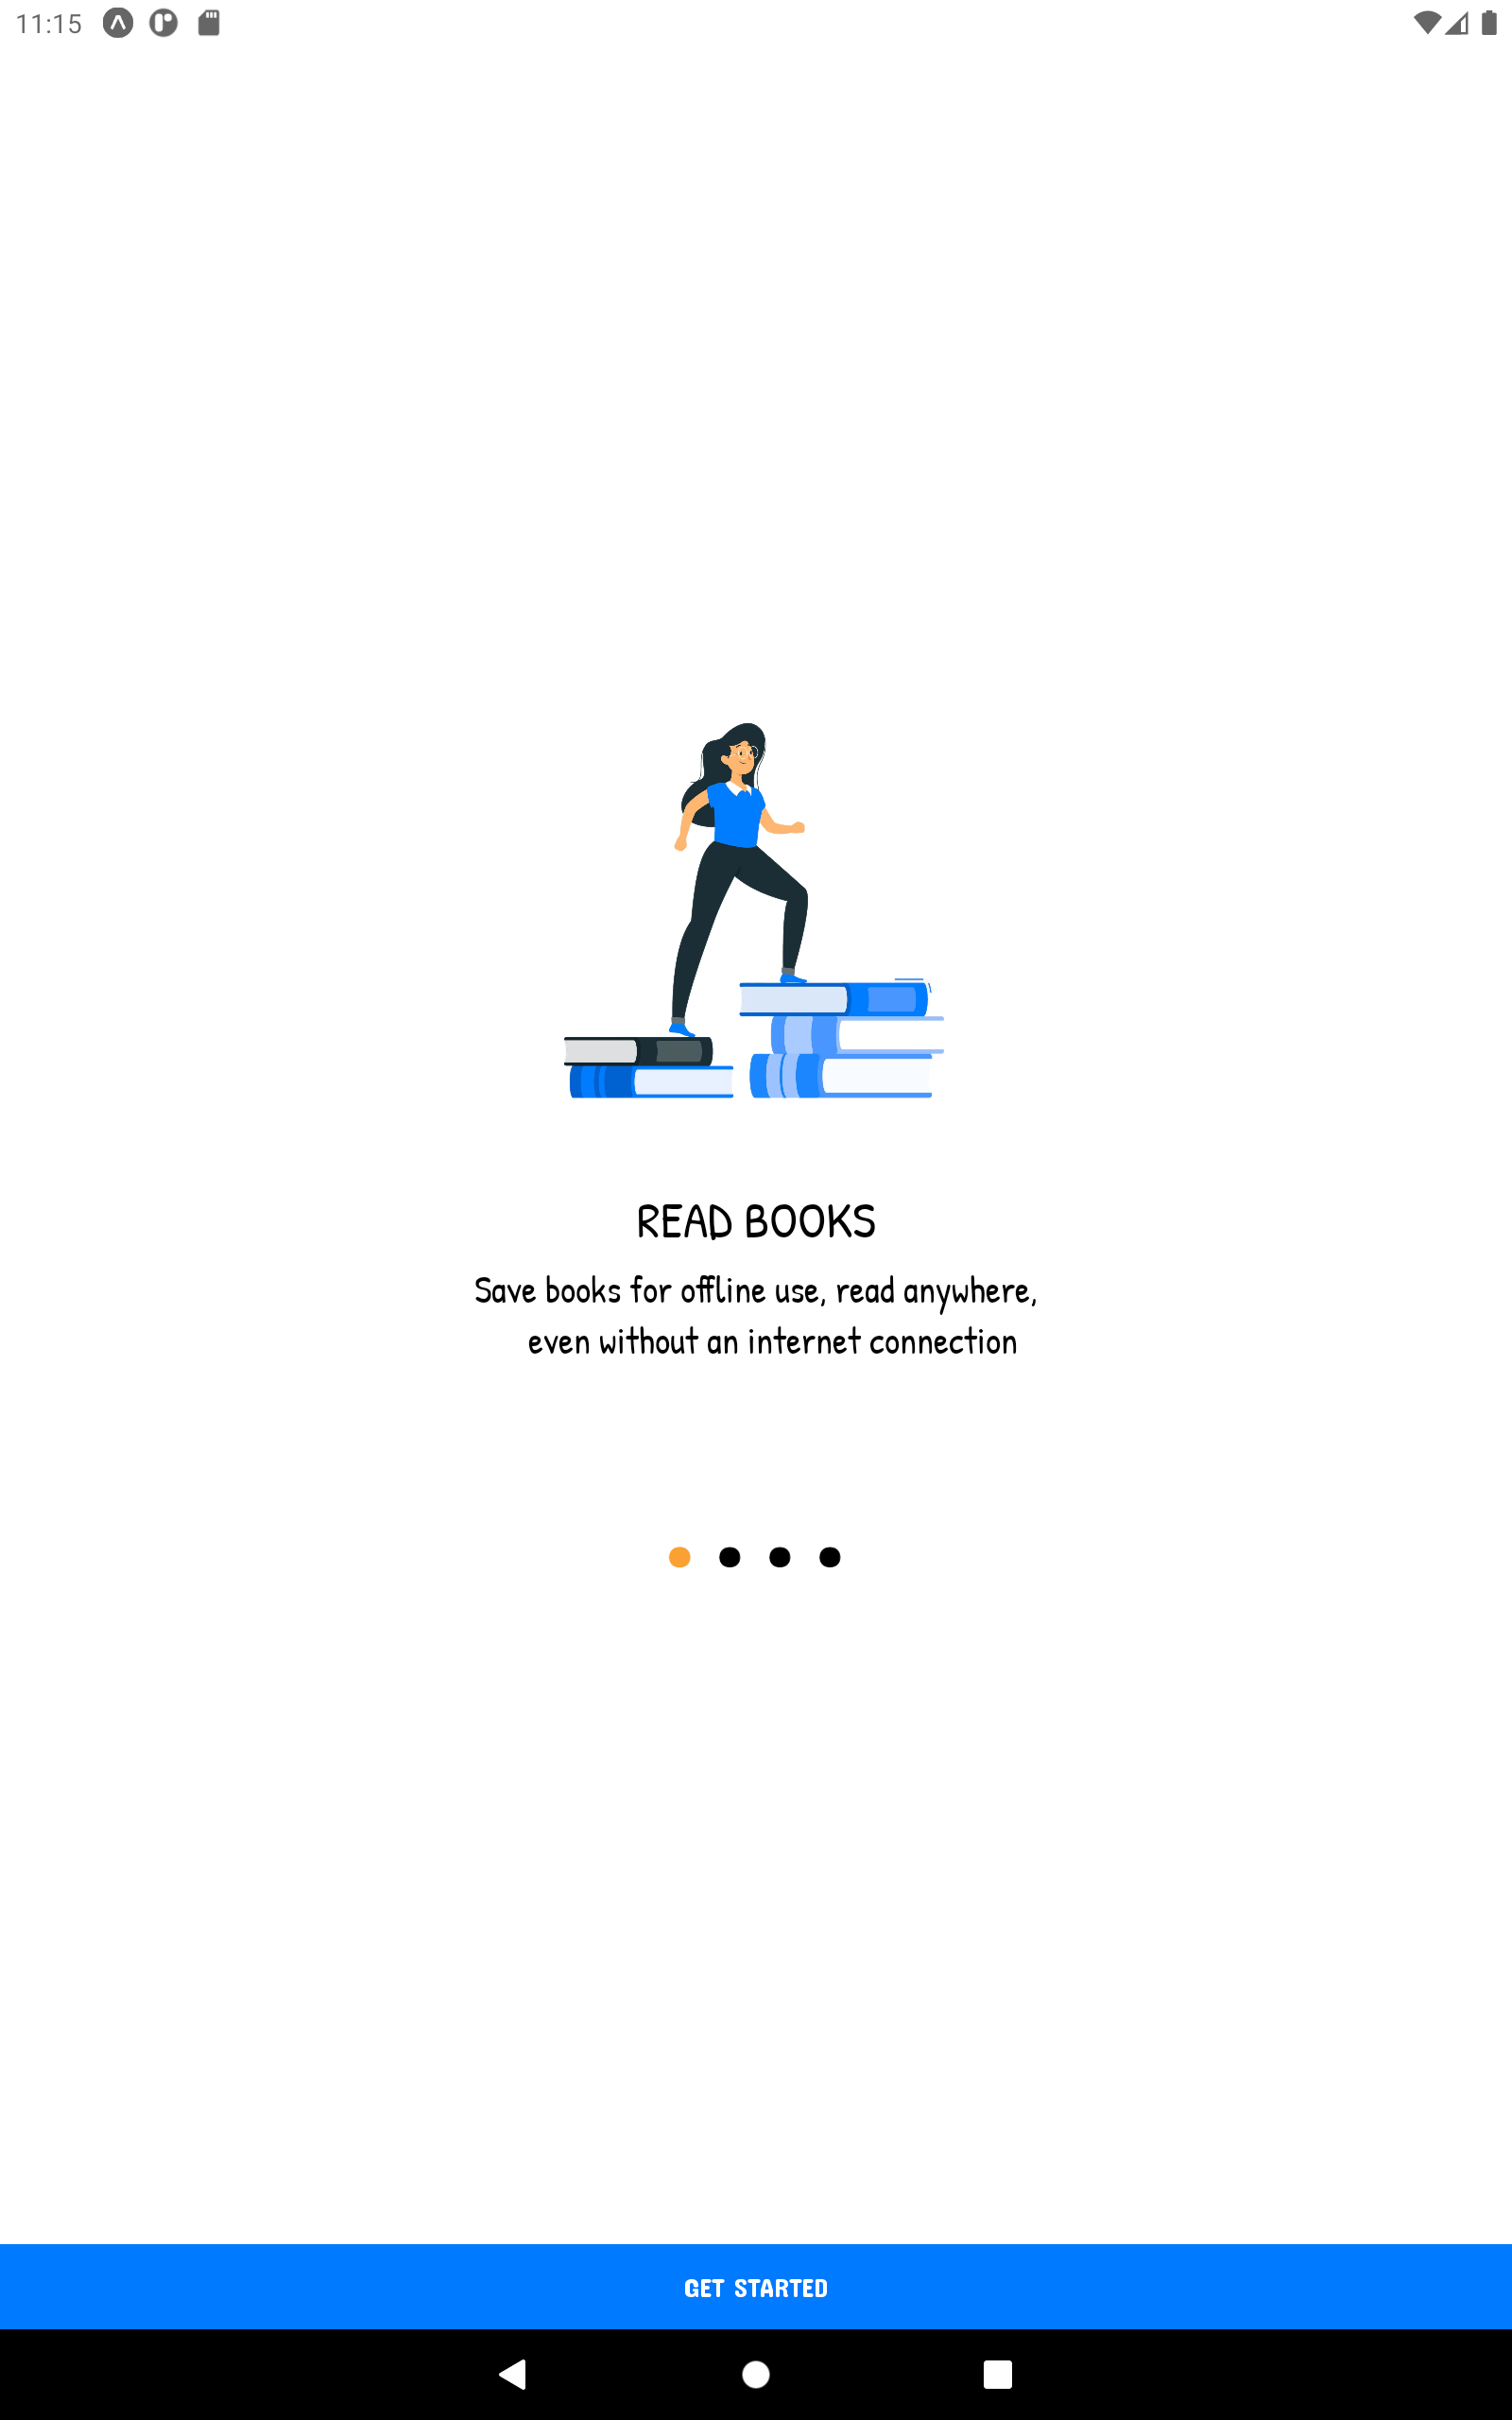 11:15
READ BOOKS
Save books for offline use, read anywhere,
even without an internet connection
GET STARTED